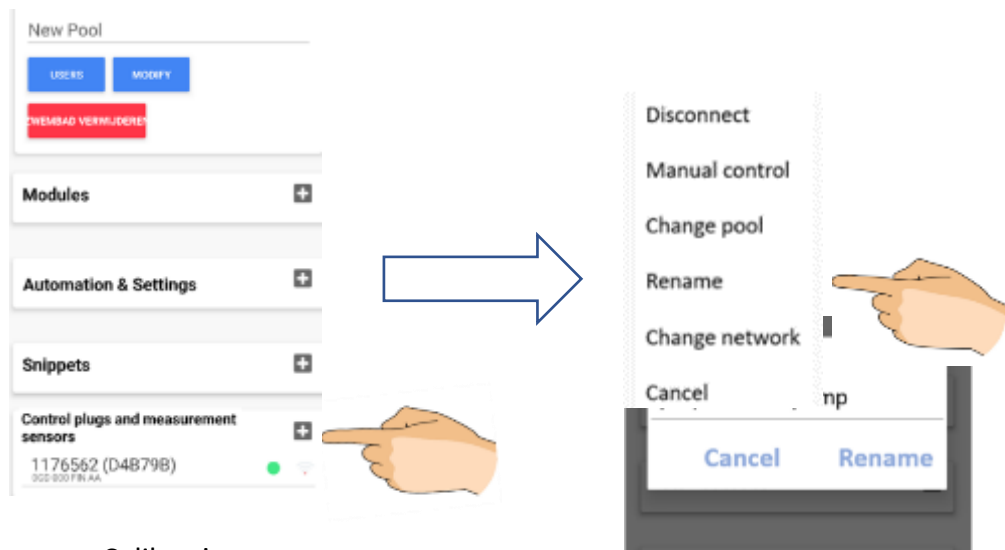 New Pool
USERS MODIFY
ZWEMBAD VERWIJDEREN
Modules
Automation & Settings
Snippets
Control plugs and measurement
sensors
1176562 (D4B79B)
Disconnect
Manual control
Change pool
Rename
Change network
Cancel
mp
Cancel Rename